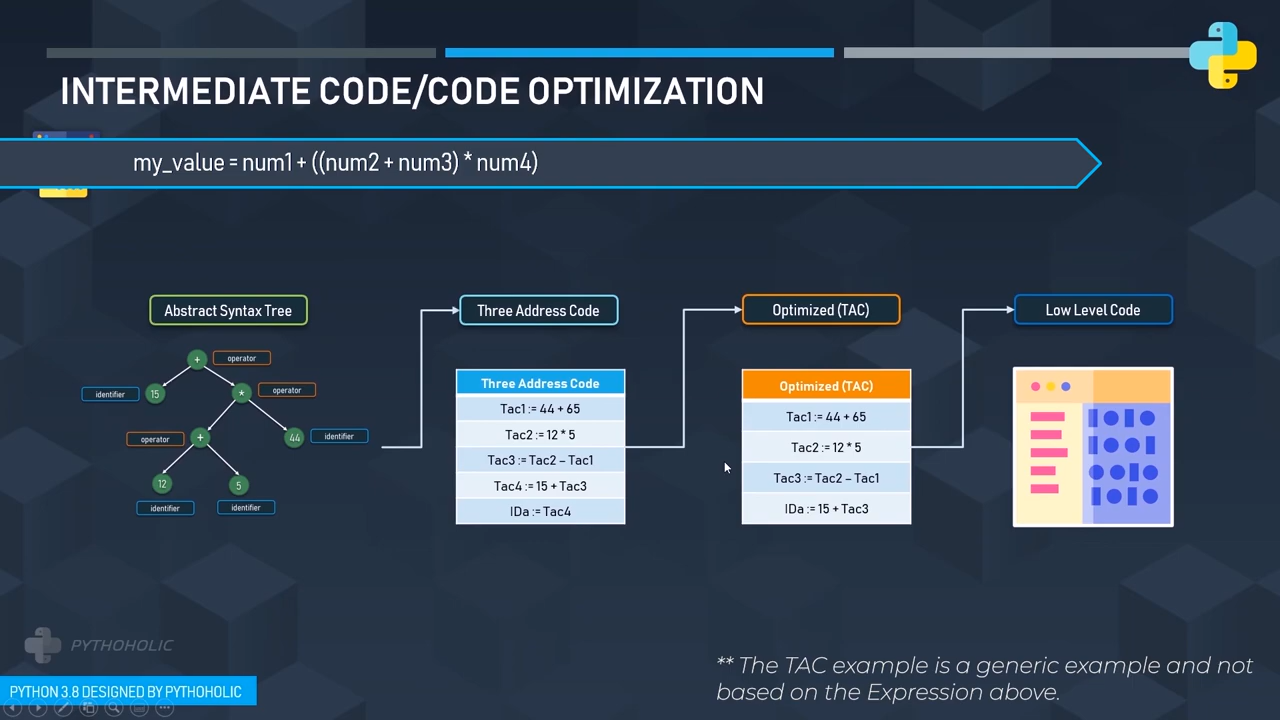 INTERMEDIATE CODE/CODE OPTIMIZATION
my_value = num1 + ((num2 + num3) * num4)
Abstract Syntax Tree
Three Address Code
Optimized (TAC)
Low Level Code
+
operator
identifier
15
*
operator
operator
+
44
identifier
12
5
identifier
identifier
Three Address Code
Tac1 := 44 + 65
Tac2 := 12 * 5
Tac3 := Tac2 – Tac1
Tac4 := 15 + Tac3
IDa := Tac4
Optimized (TAC)
Tac1 := 44 + 65
Tac2 := 12 * 5
Tac3 := Tac2 – Tac1
IDa := 15 + Tac3
PYTHOHOLIC
** The TAC example is a generic example and not
based on the Expression above.
PYTHON 3.8 DESIGNED BY PYTHOHOLIC